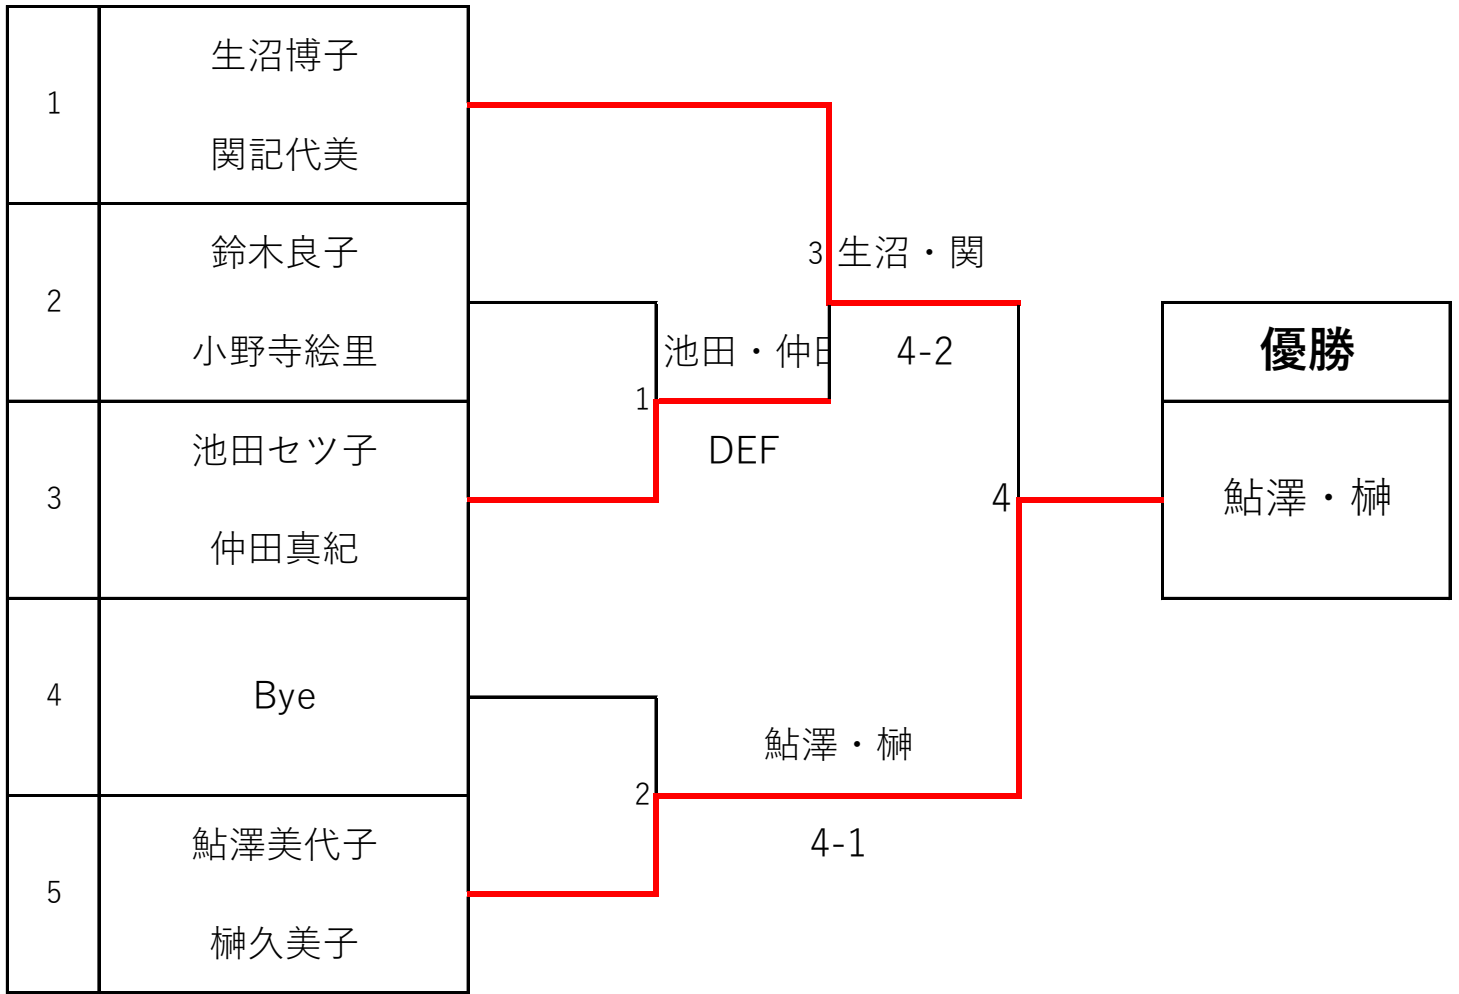 1
生沼博子
関記代美
2
鈴木良子
小野寺絵里
3
池田セツ子
仲田真紀
4
Bye
5
鮎澤美代子
榊久美子
1
池田・仲田
DEF
2
鮎澤・榊
4-1
3
生沼・関
4-2
4
優勝
鮎澤・榊